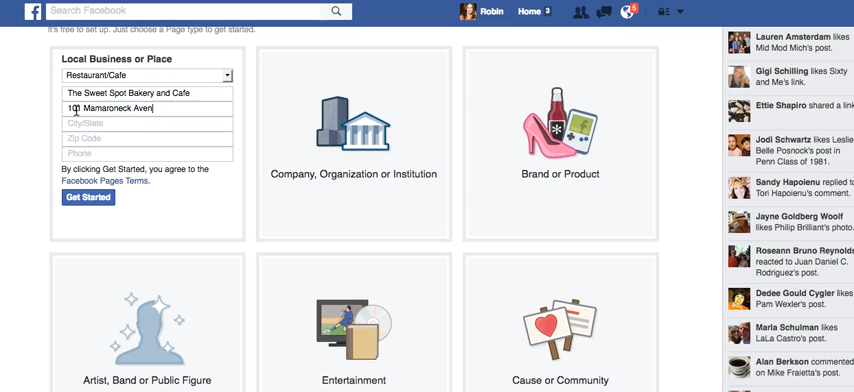 f
Search Facebook
Robin
Home 3
5
It's free to set up. Just choose a Page type to get started.
Local Business or Place
Restaurant/Cafe
The Sweet Spot Bakery and Cafe
101 Mamaroneck Aven
City/State
Zip Code
Phone
By clicking Get Started, you agree to the
Facebook Pages Terms.
Get Started
Company, Organization or Institution
Brand or Product
Artist, Band or Public Figure
Entertainment
Cause or Community
Lauren Amsterdam likes
Mid Mod Mich's post.
Gigi Schilling likes Sixty
and Me's link.
Ettie Shapiro shared a link
Jodi Schwartz likes Leslie
Belle Posnock's post in
Penn Class of 1981.
Sandy Hapoienu replied to
Tori Hapoienu's comment.
Jayne Goldberg Woolf
likes Philip Brilliant's photo.
Roseann Bruno Reynolds
reacted to Juan Daniel C.
Rodriguez's post.
Dedee Gould Cygler likes
Pam Wexler's post.
Marla Schulman likes
LaLa Castro's post.
Alan Berkson commented
on Mike Fraietta's post.